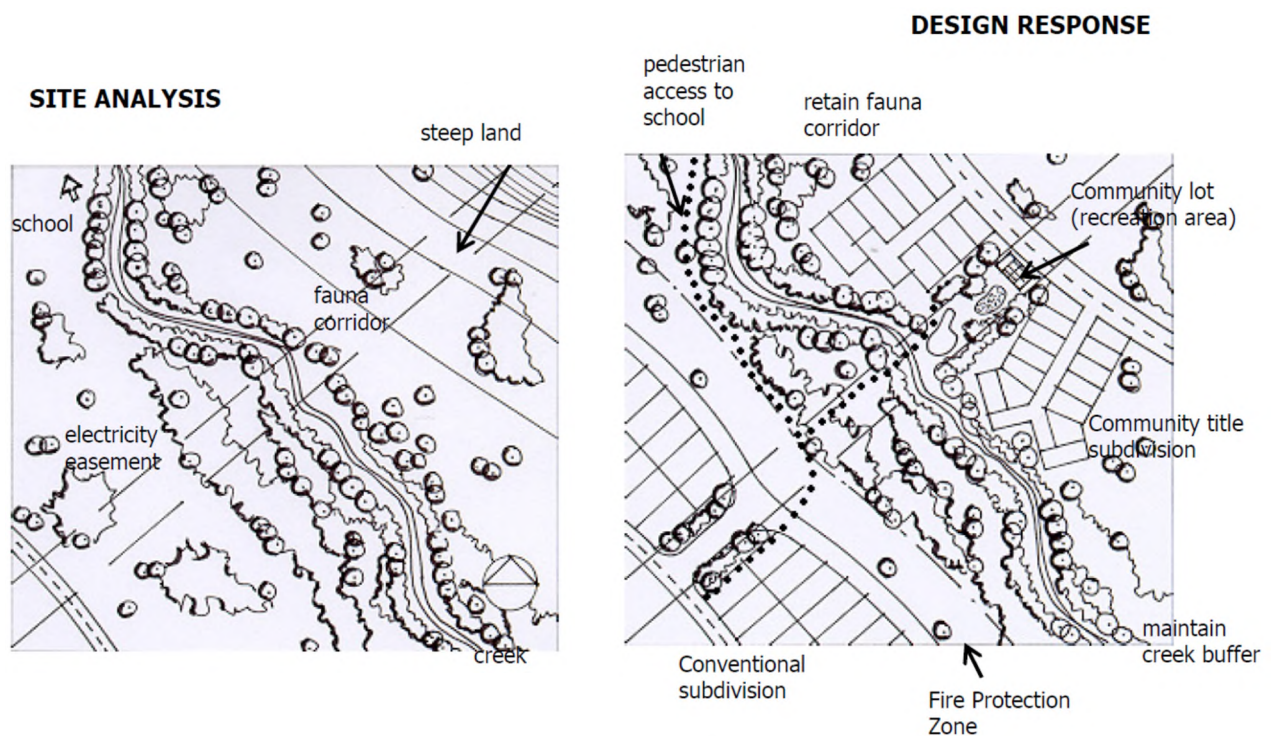 DESIGN RESPONSE
SITE ANALYSIS
steep land
school
fauna
corridor
electricity
easement
creek
pedestrian
access to
school
retain fauna
corridor
Community lot
(recreation area)
Community title
subdivision
maintain
creek buffer
Conventional
subdivision
Fire Protection
Zone